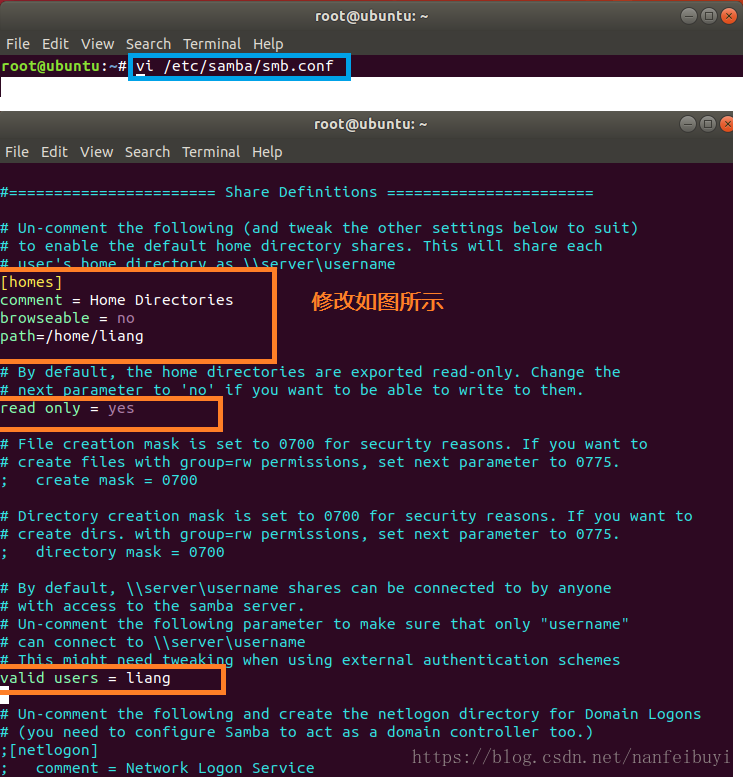 root@ubuntu: ~
File Edit View Search Terminal Help
root@ubuntu:~# vi /etc/samba/smb.conf
root@ubuntu: ~
File Edit View Search Terminal Help
#======================= Share Definitions =======================
# Un-comment the following (and tweak the other settings below to suit)
# to enable the default home directory shares. This will share each
# user's home directory as \\server\username
[homes]
comment = Home Directories
修改如图所示
browseable = no
path=/home/liang
# By default, the home directories are exported read-only. Change the
# next parameter to 'no' if you want to be able to write to them.
read only = yes
# File creation mask is set to 0700 for security reasons. If you want to
# create files with group=rw permissions, set next parameter to 0775.
;   create mask = 0700
# Directory creation mask is set to 0700 for security reasons. If you want to
# create dirs. with group=rw permissions, set next parameter to 0775.
;   directory mask = 0700
# By default, \\server\username shares can be connected to by anyone
# with access to the samba server.
# Un-comment the following parameter to make sure that only "username"
# can connect to \\server\username
# This might need tweaking when using external authentication schemes
valid users = liang
# Un-comment the following and create the netlogon directory for Domain Logons
# (you need to configure Samba to act as a domain controller too.)
;[netlogon]
;   comment = Network Logon Service
https://blog.csdn.net/nanfeibuyi